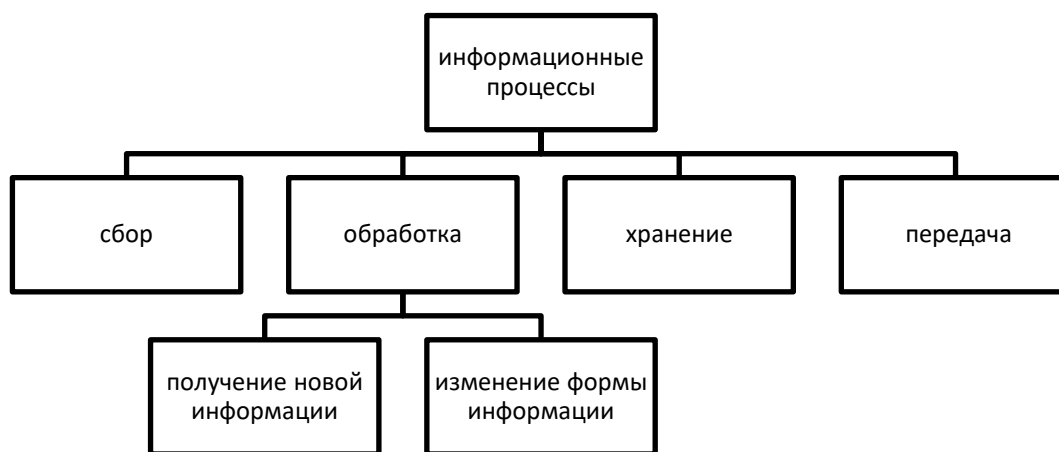 информационные
процессы
сбор
обработка
хранение
передача
получение новой
информации
изменение формы
информации